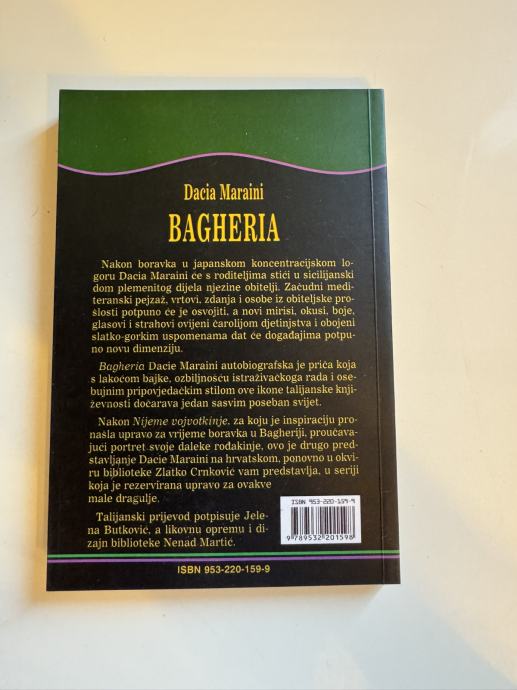 Dacia Maraini
BAGHERIA
Nakon boravka u japanskom koncentracijskom lo-
goru Dacia Maraini će s roditeljima stići u sicilijanski
dom plemenitog dijela njezine obitelji. Začudni medi-
teranski pejzaž, vrtovi, zdanja i osobe iz obiteljske pro-
šlosti potpuno će je osvojiti, a novi mirisi, okusi, boje,
glasovi i strahovi ovijeni čarolijom djetinjstva i obojeni
slatko-gorkim uspomenama dat će događajima potpu-
no novu dimenziju.
Bagheria Dacie Maraini autobiografska je priča koja
s lakoćom bajke, ozbiljnosću istraživačkoga rada i ose-
bujnim pripovjedačkim stilom ove ikone talijanske knji-
ževnosti dočarava jedan sasvim poseban svijet.
Nakon Nijeme vojvotkinje, za koju je inspiraciju pro-
našla upravo za vrijeme boravka u Bagheriji, proučava-
jući portret svoje daleke rođakinje, ovo je drugo pred-
stavljanje Dacie Maraini na hrvatskom, ponovno u okvi-
ru biblioteke Zlatko Crnković vam predstavlja, u seriji
koja je rezervirana upravo za ovakve
male dragulje.
Talijanski prijevod potpisuje Jele-
na Butković, a likovnu opremu i di-
zajn biblioteke Nenad Martić.
ISBN 953-220-159-9
9 789532 201598
ISBN 953-220-159-9